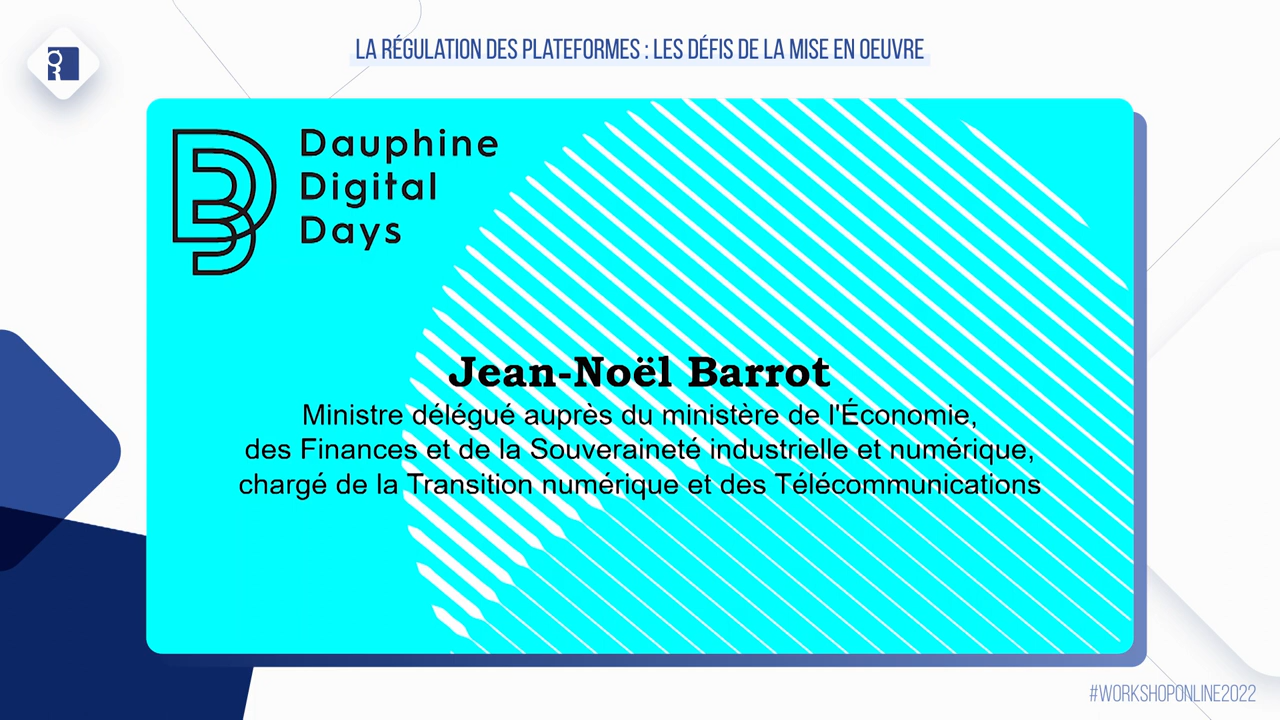 LA RÉGULATION DES PLATEFORMES : LES DÉFIS DE LA MISE EN OEUVRE
Dauphine
Digital
Days
Jean-Noël Barrot
Ministre délégué auprès du ministère de l'Économie,
des Finances et de la Souveraineté industrielle et numérique,
chargé de la Transition numérique et des Télécommunications
#WORKSHOPONLINE2022